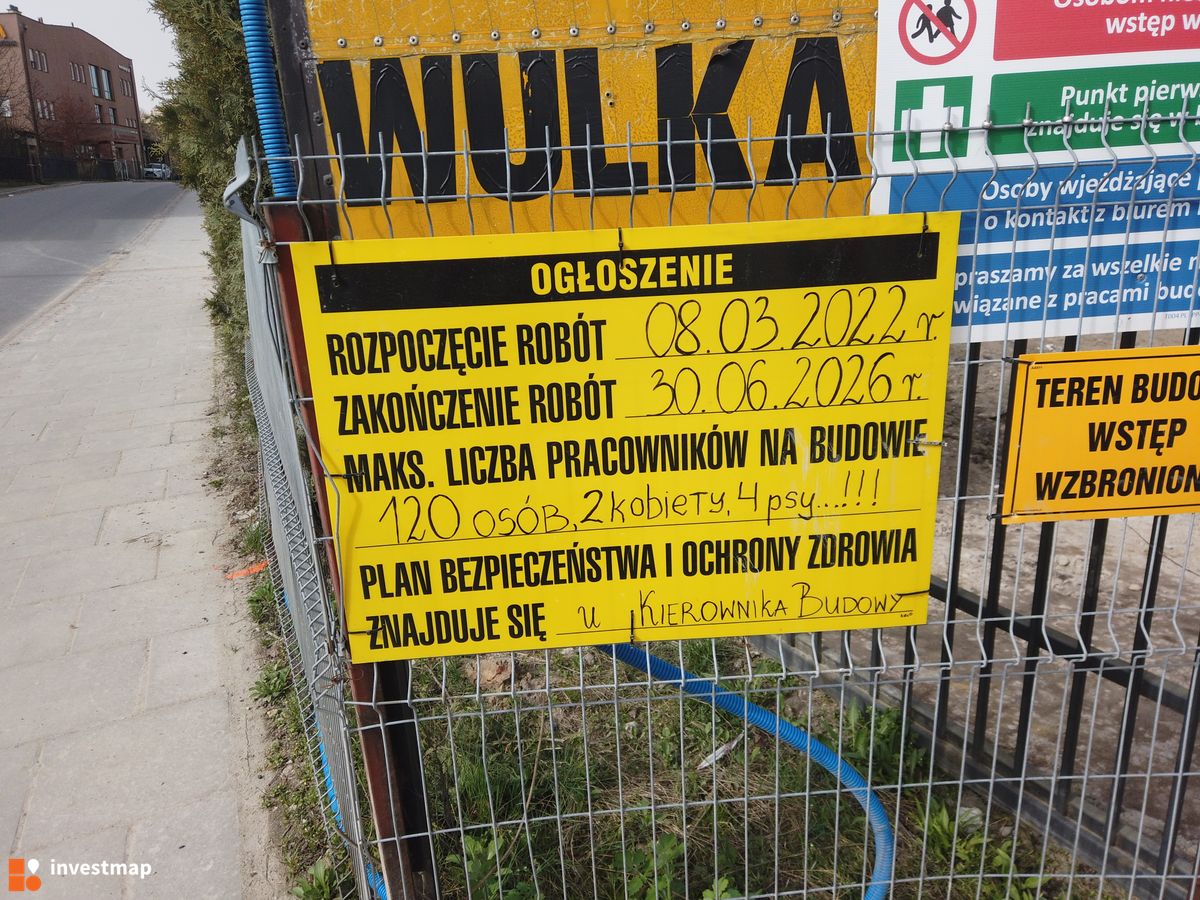 WULKA
wstęp w
Punkt pierw
znajduje się w
Osoby wjeżdżające
o kontakt z biurem
praszamy za wszelkie
wiązane z pracami bud
OGŁOSZENIE
ROZPOCZĘCIE ROBÓT 08.03.2022 r.
ZAKOŃCZENIE ROBÓT 30.06.2026 r.
MAKS. LICZBA PRACOWNIKÓW NA BUDOWIE
120 OSÓB, 2 kobiety, 4 psy...!!!
PLAN BEZPIECZEŃSTWA I OCHRONY ZDROWIA
ZNAJDUJE SIĘ u KIEROWNIKA BUDOWY
TEREN BUDO
WSTĘP
WZBRONION
investmap